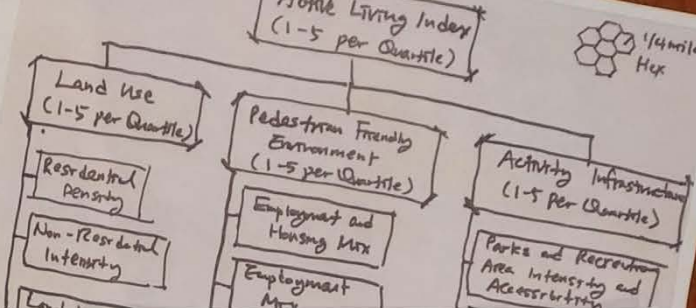 Active Living Index
(1-5 per Quartile)
1/4 mile
Hex
Land Use
(1-5 per Quartile)
Residential
Density
Non-Residential
Intensity
Pedestrian Friendly
Environment
(1-5 per Quartile)
Employment and
Housing Mix
Employment
Mix
Activity Infrastructure
(1-5 per Quartile)
Parks and Recreation
Area Intensity and
Accessibility